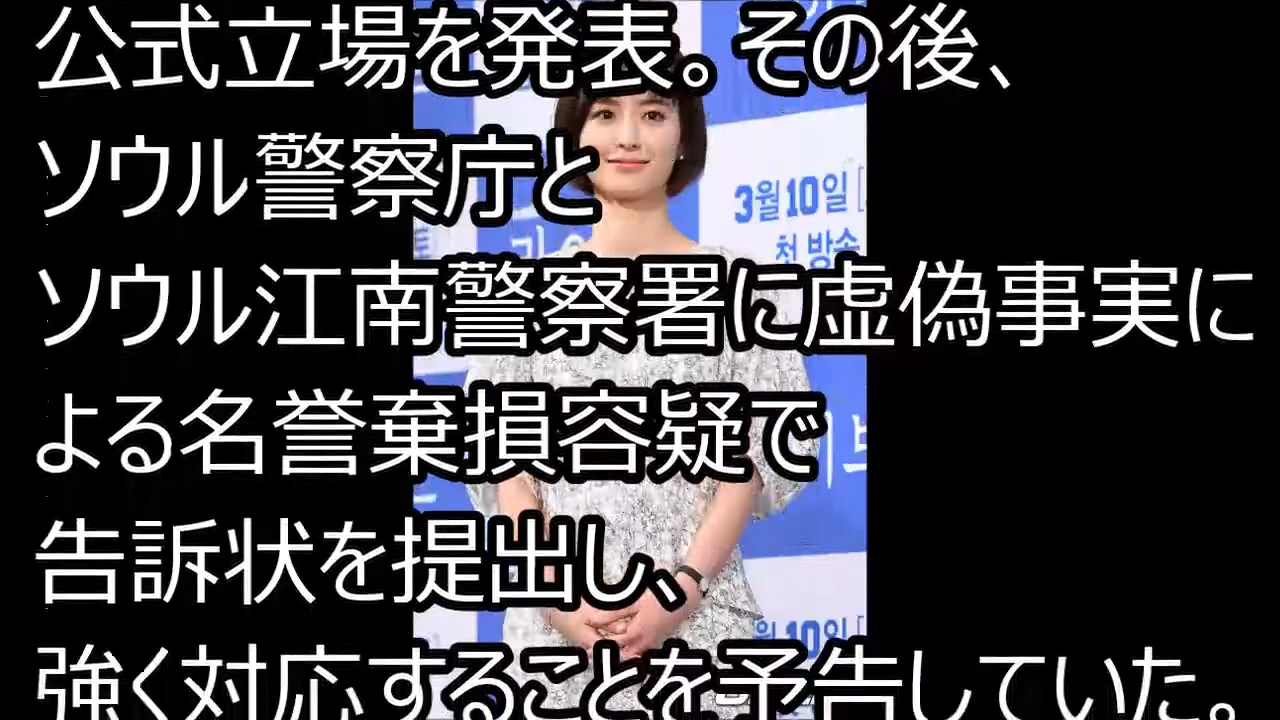 公式立場を発表。その後、
ソウル警察庁と
ソウル江南警察署に虚偽事実に
よる名誉棄損容疑で
告訴状を提出し、
強く対応することを予告していた。
3월10일
첫 방송
10일